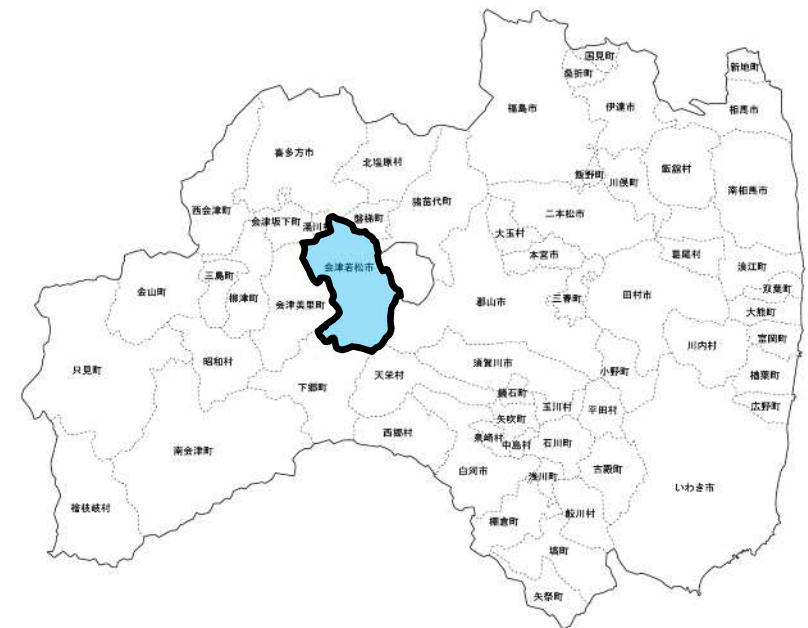 国見町
桑折町
新地町
福島市
伊達市
相馬市
喜多方市
北塩原村
飯野町
川俣町
飯舘村
南相馬市
猪苗代町
西会津町
会津坂下町
磐梯町
二本松市
大玉村
本宮市
葛尾村
浪江町
会津若松市
三島町
金山町
柳津町
会津美里町
郡山市
三春町
田村市
双葉町
大熊町
川内村
富岡町
只見町
昭和村
天栄村
須賀川市
小野町
楢葉町
下郷町
鏡石町
玉川村
平田村
広野町
矢吹町
西郷村
泉崎村
中島村
石川町
南会津町
白河市
浅川町
古殿町
いわき市
檜枝岐村
棚倉町
鮫川村
塙町
矢祭町